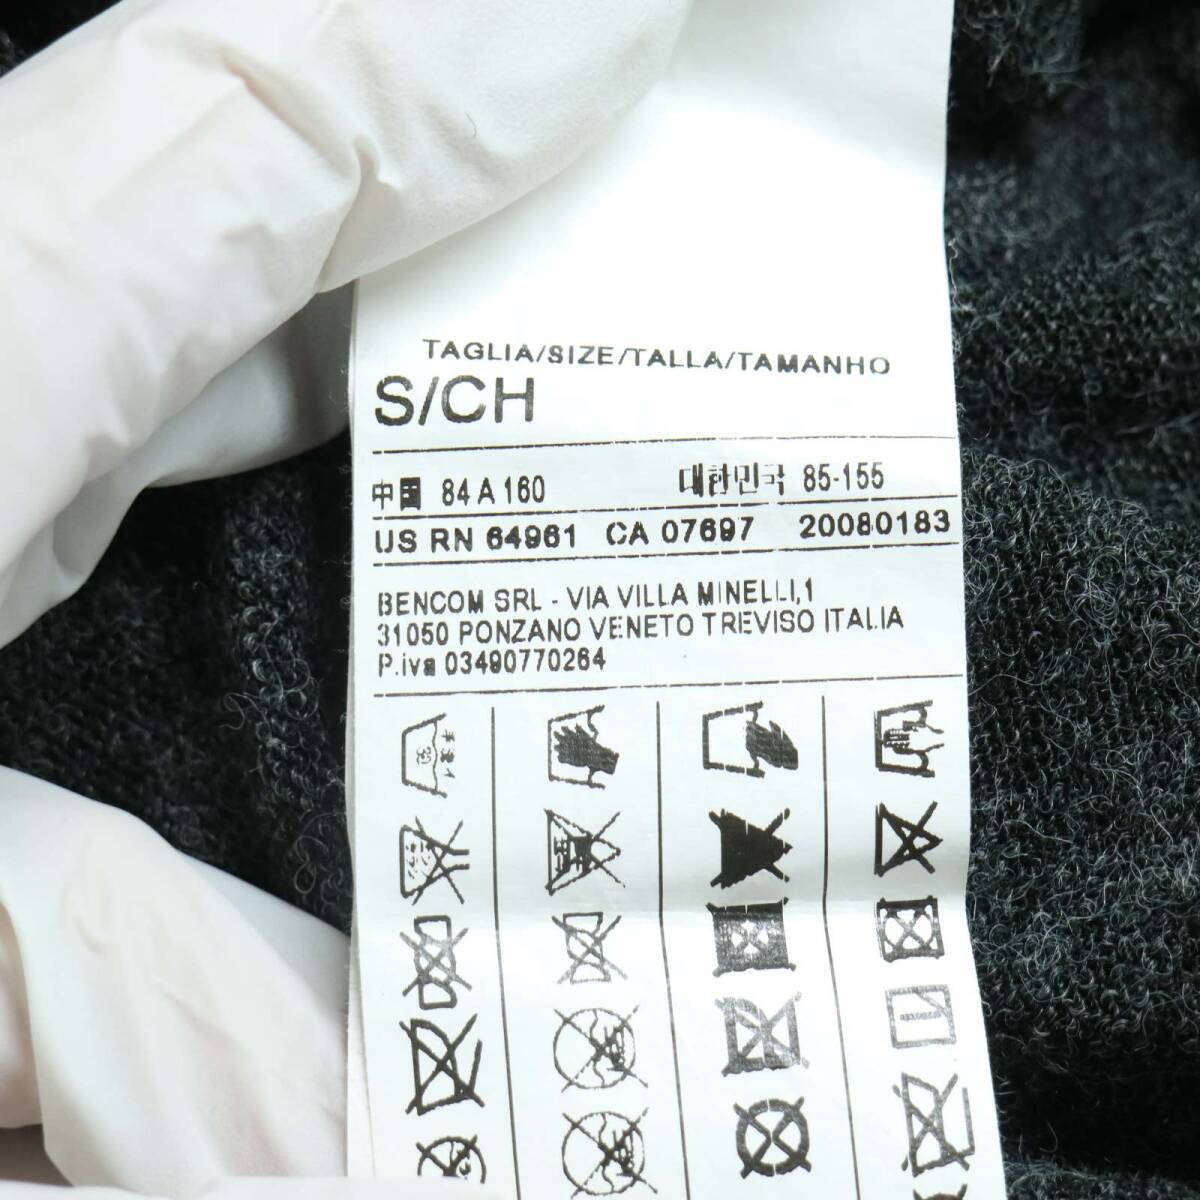 TAGLIA/SIZE/TALLA/TAMANHO
S/CH
中国 84 A 160 대한민국 85-155
US RN 64961 CA 07697 20080183
BENCOM SRL - VIA VILLA MINELLI,1
31050 PONZANO VENETO TREVISO ITALIA
P.iva 03490770264